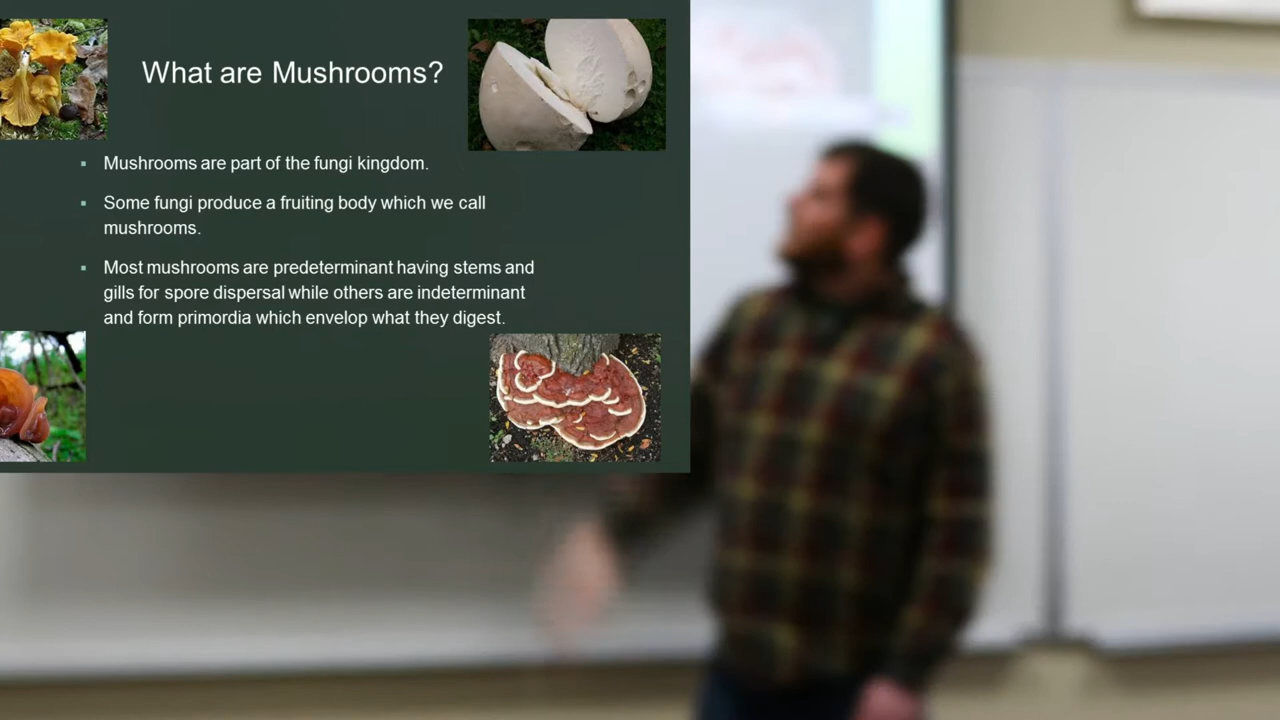 What are Mushrooms?
Mushrooms are part of the fungi kingdom.
Some fungi produce a fruiting body which we call
mushrooms.
Most mushrooms are predeterminant having stems and
gills for spore dispersal while others are indeterminant
and form primordia which envelop what they digest.